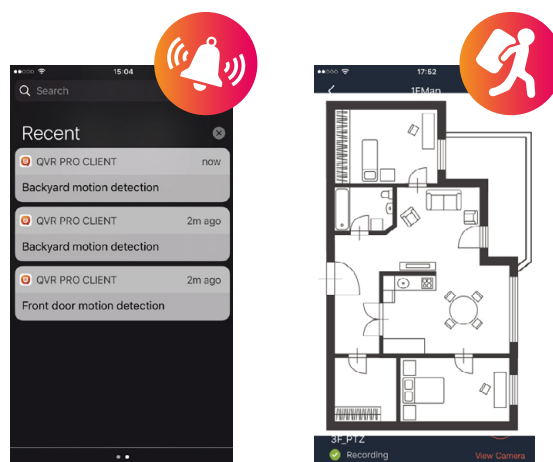 15:04
Search
Recent
QVR PRO CLIENT now
Backyard motion detection
QVR PRO CLIENT 2m ago
Backyard motion detection
QVR PRO CLIENT 2m ago
Front door motion detection
17:52
1FMap
3F_PTZ
Recording View Camera